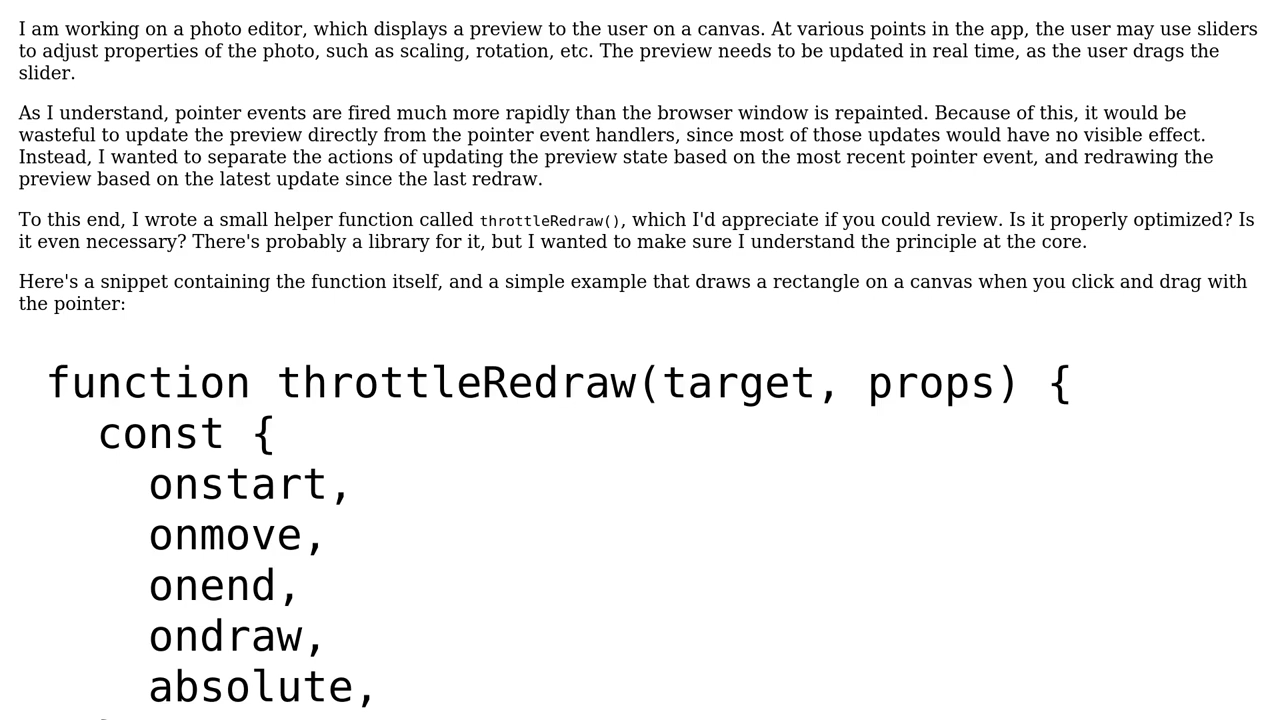 I am working on a photo editor, which displays a preview to the user on a canvas. At various points in the app, the user may use sliders
to adjust properties of the photo, such as scaling, rotation, etc. The preview needs to be updated in real time, as the user drags the
slider.
As I understand, pointer events are fired much more rapidly than the browser window is repainted. Because of this, it would be
wasteful to update the preview directly from the pointer event handlers, since most of those updates would have no visible effect.
Instead, I wanted to separate the actions of updating the preview state based on the most recent pointer event, and redrawing the
preview based on the latest update since the last redraw.
To this end, I wrote a small helper function called throttleRedraw(), which I'd appreciate if you could review. Is it properly optimized? Is
it even necessary? There's probably a library for it, but I wanted to make sure I understand the principle at the core.
Here's a snippet containing the function itself, and a simple example that draws a rectangle on a canvas when you click and drag with
the pointer:
function throttleRedraw(target, props) {
const {
onstart,
onmove,
onend,
ondraw,
absolute,